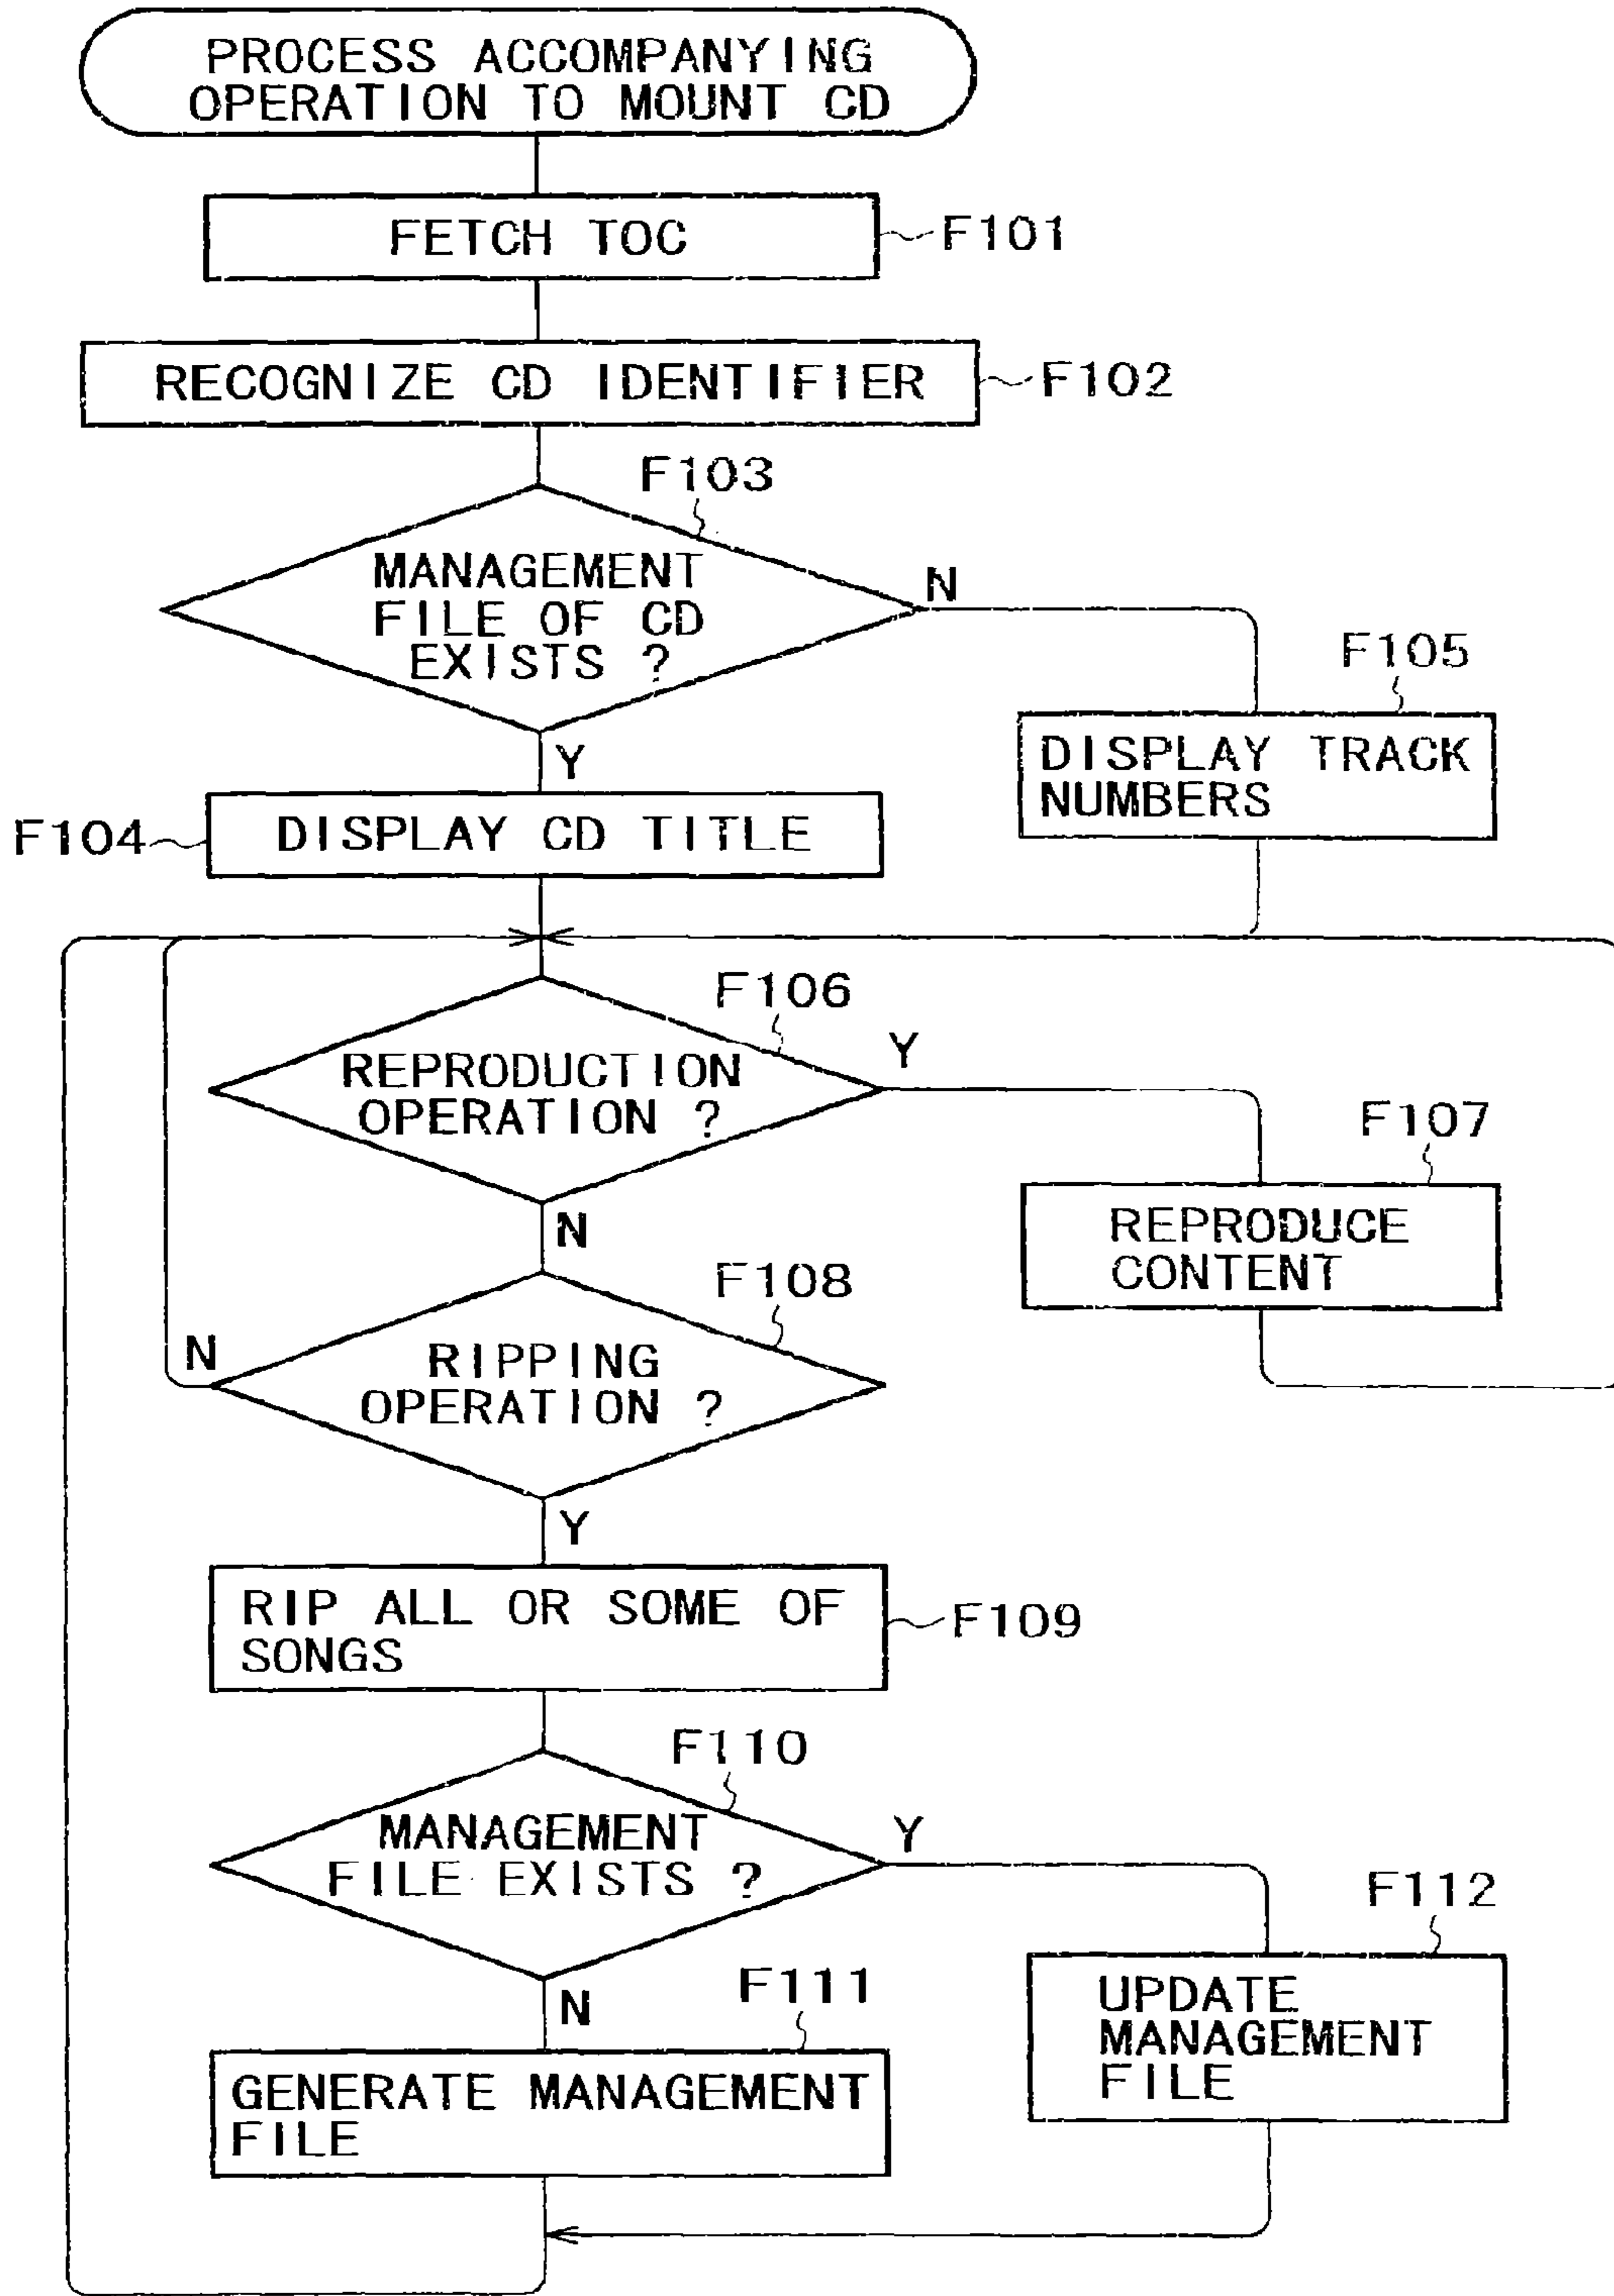 PROCESS ACCOMPANYING
OPERATION TO MOUNT CD
FETCH TOC
F101
RECOGNIZE CD IDENTIFIER
F102
F103
MANAGEMENT
FILE OF CD
EXISTS ?
N
Y
F105
DISPLAY TRACK
NUMBERS
F104
DISPLAY CD TITLE
F106
REPRODUCTION
OPERATION ?
Y
N
F107
REPRODUCE
CONTENT
F108
RIPPING
OPERATION ?
N
Y
RIP ALL OR SOME OF
SONGS
F109
F110
MANAGEMENT
FILE EXISTS ?
Y
N
F112
UPDATE
MANAGEMENT
FILE
F111
GENERATE MANAGEMENT
FILE